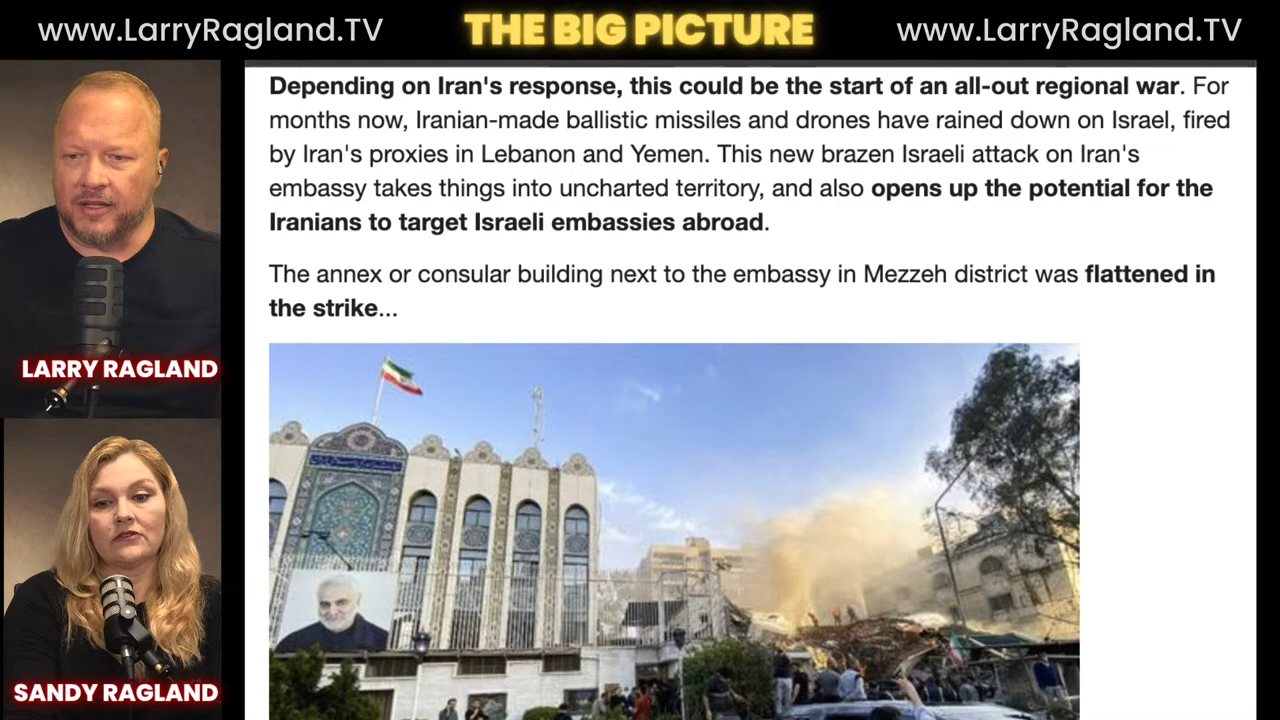 www.LarryRagland.TV
THE BIG PICTURE
www.LarryRagland.TV
Depending on Iran's response, this could be the start of an all-out regional war. For
months now, Iranian-made ballistic missiles and drones have rained down on Israel, fired
by Iran's proxies in Lebanon and Yemen. This new brazen Israeli attack on Iran's
embassy takes things into uncharted territory, and also opens up the potential for the
Iranians to target Israeli embassies abroad.
The annex or consular building next to the embassy in Mezzeh district was flattened in
the strike...
LARRY RAGLAND
SANDY RAGLAND